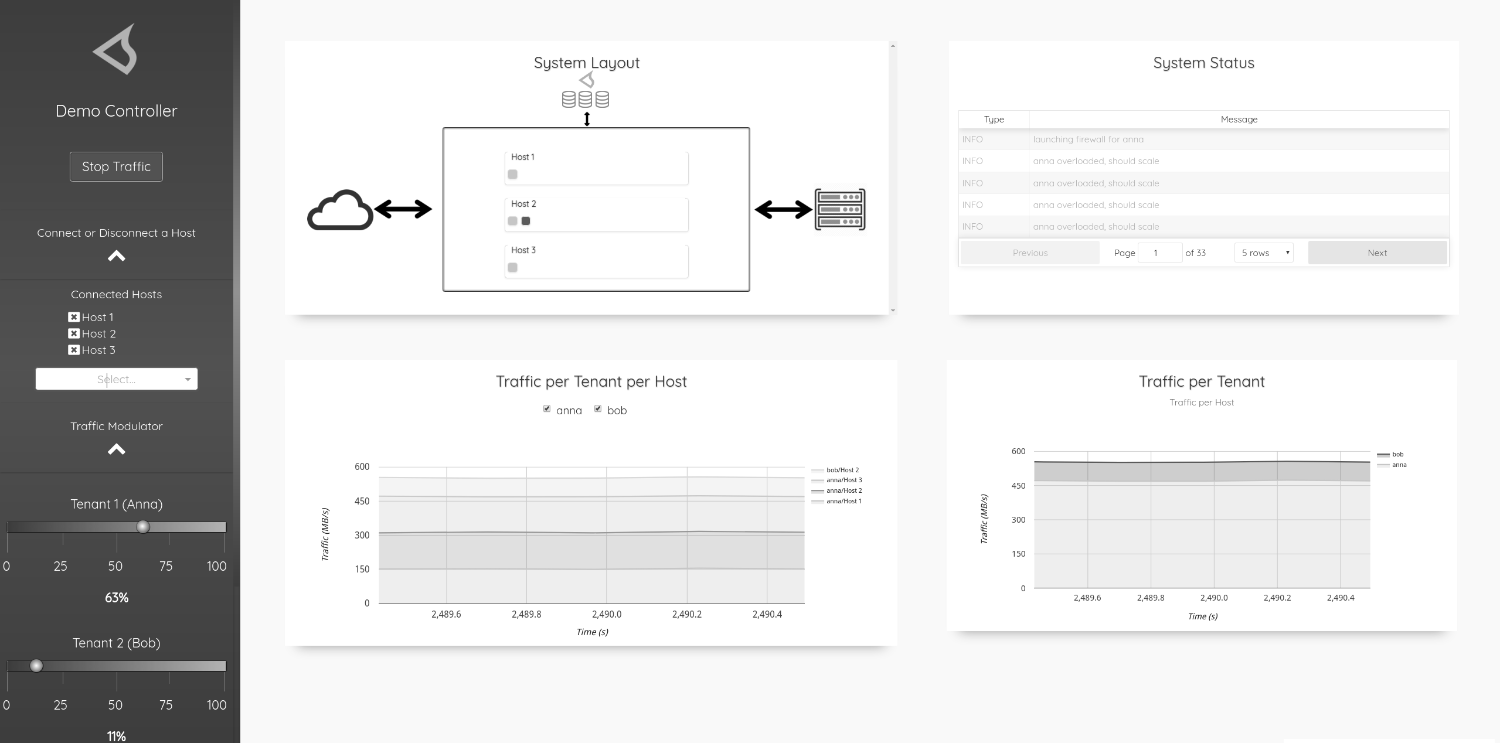 Demo Controller
Stop Traffic
Connect or Disconnect a Host
Connected Hosts
Host 1
Host 2
Host 3
Select...
Traffic Modulator
Tenant 1 (Anna)
0 25 50 75 100
63%
Tenant 2 (Bob)
0 25 50 75 100
11%
System Layout
Host 1
Host 2
Host 3
System Status
Type Message
INFO launching firewall for anna
INFO anna overloaded, should scale
INFO anna overloaded, should scale
INFO anna overloaded, should scale
INFO anna overloaded, should scale
Previous Page 1 of 33 5 rows Next
Traffic per Tenant per Host
anna bob
600
450
300
150
0
Traffic (MB/s)
2,489.6 2,489.8 2,490.0 2,490.2 2,490.4
Time (s)
bob/Host 2
anna/Host 3
anna/Host 2
anna/Host 1
Traffic per Tenant
Traffic per Host
600
450
300
150
0
Traffic (MB/s)
2,489.6 2,489.8 2,490.0 2,490.2 2,490.4
Time (s)
bob
anna